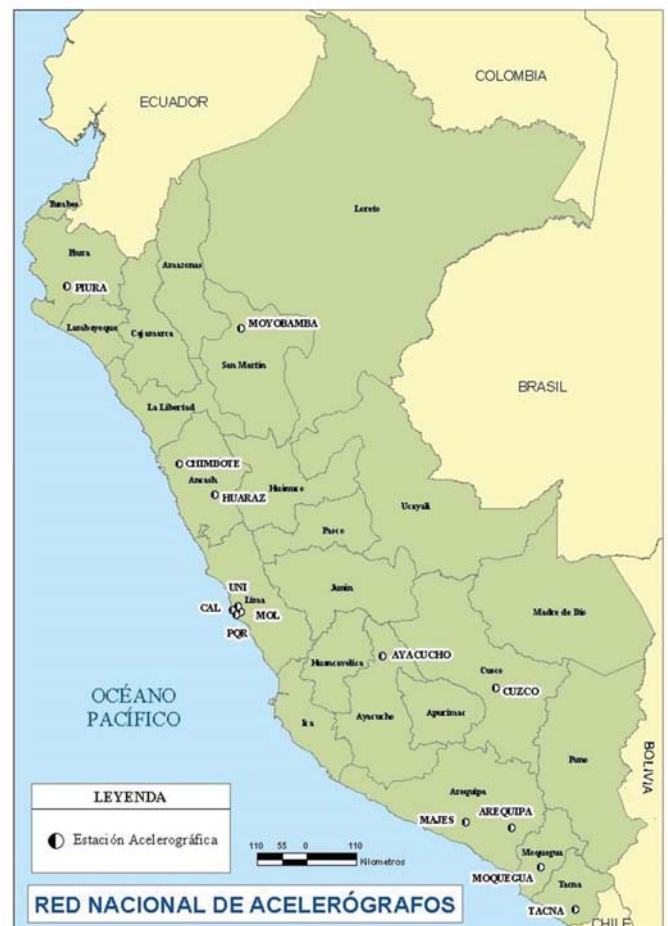 COLOMBIA
ECUADOR
Tumbes
Loreto
Piura
Amazonas
PIURA
MOYOBAMBA
Lambayeque
Cajamarca
San Martín
BRASIL
La Libertad
CHIMBOTE
Ancash
HUARAZ
Huánuco
Ucayali
Pasco
UNI
Junín
Lima
CAL
MOL
Madre de Dio
PQR
AYACUCHO
Huancavelica
Cusco
CUZCO
OCÉANO
PACÍFICO
Ica
Ayacucho
Apurímac
Puno
BOLIVIA
LEYENDA
Arequipa
AREQUIPA
MAJES
Estación Acelerográfica
110 55 0 110
Kilometros
Moquegua
MOQUEGUA
Tacna
TACNA
CHILE
RED NACIONAL DE ACELERÓGRAFOS